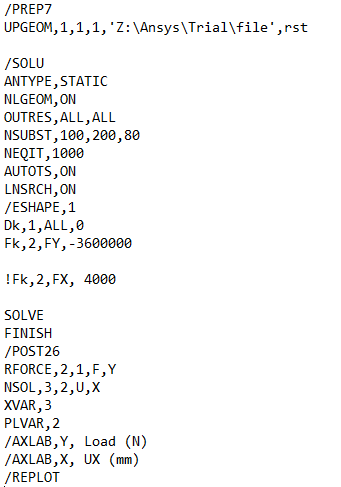 /PREP7
UPGEOM,1,1,1,'Z:\Ansys\Trial\file',rst
/SOLU
ANTYPE,STATIC
NLGEOM,ON
OUTRES,ALL,ALL
NSUBST,100,200,80
NEQIT,1000
AUTOTS,ON
LNSRCH,ON
/ESHAPE,1
Dk,1,ALL,0
Fk,2,FY,-3600000
!Fk,2,FX, 4000
SOLVE
FINISH
/POST26
RFORCE,2,1,F,Y
NSOL,3,2,U,X
XVAR,3
PLVAR,2
/AXLAB,Y, Load (N)
/AXLAB,X, UX (mm)
/REPLOT